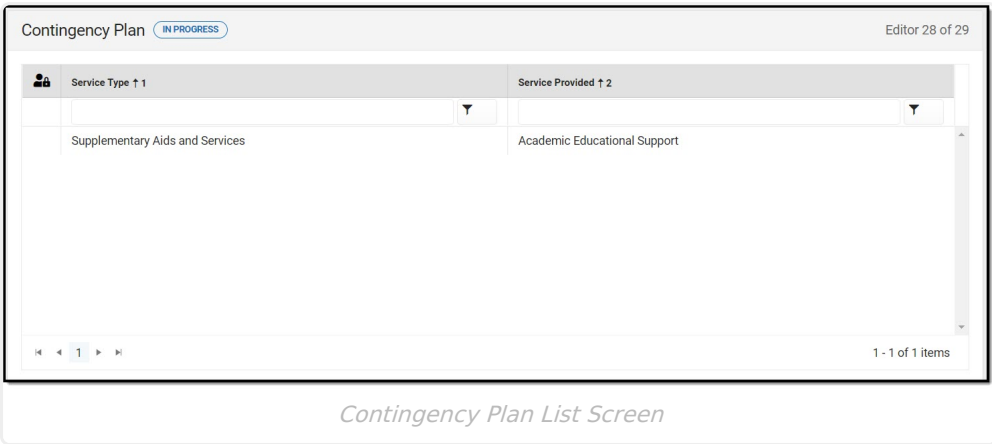 Contingency Plan IN PROGRESS Editor 28 of 29
Service Type ↑ 1 Service Provided ↑ 2
Supplementary Aids and Services Academic Educational Support
1 1 - 1 of 1 items
Contingency Plan List Screen